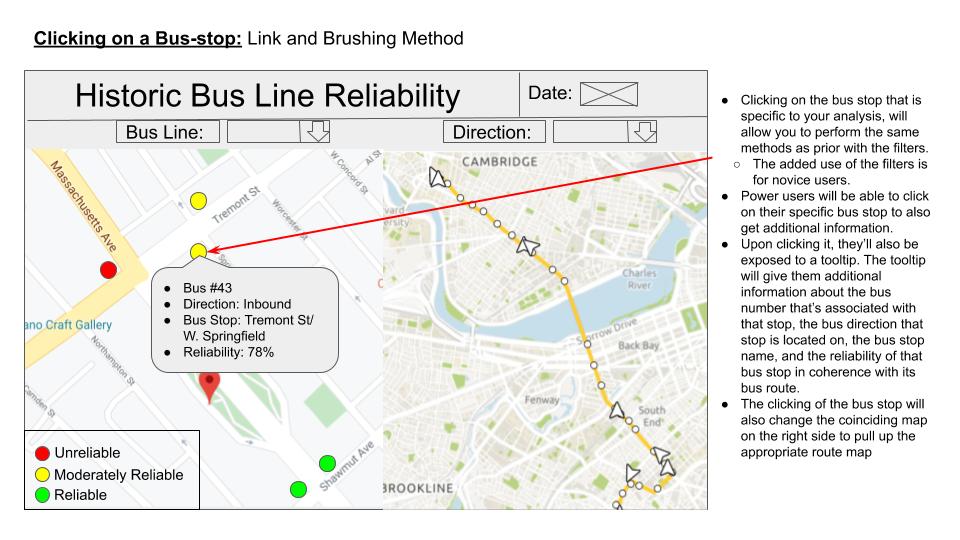 Clicking on a Bus-stop: Link and Brushing Method
Historic Bus Line Reliability
Date:
Bus Line:
Direction:
Massachusetts Ave
Tremont St
W Concord St
Al St
Worcester St
Spr
ano Craft Gallery
Northampton St
Camden St
Shawmut Ave
C
● Bus #43
● Direction: Inbound
● Bus Stop: Tremont St/
W. Springfield
● Reliability: 78%
Unreliable
Moderately Reliable
Reliable
CAMBRIDGE
vard
ersity
Charles
River
Storrow Drive
Back Bay
Fenway
South
End
BROOKLINE
● Clicking on the bus stop that is
specific to your analysis, will
allow you to perform the same
methods as prior with the filters.
○ The added use of the filters is
for novice users.
● Power users will be able to click
on their specific bus stop to also
get additional information.
● Upon clicking it, they'll also be
exposed to a tooltip. The tooltip
will give them additional
information about the bus
number that's associated with
that stop, the bus direction that
stop is located on, the bus stop
name, and the reliability of that
bus stop in coherence with its
bus route.
● The clicking of the bus stop will
also change the coinciding map
on the right side to pull up the
appropriate route map